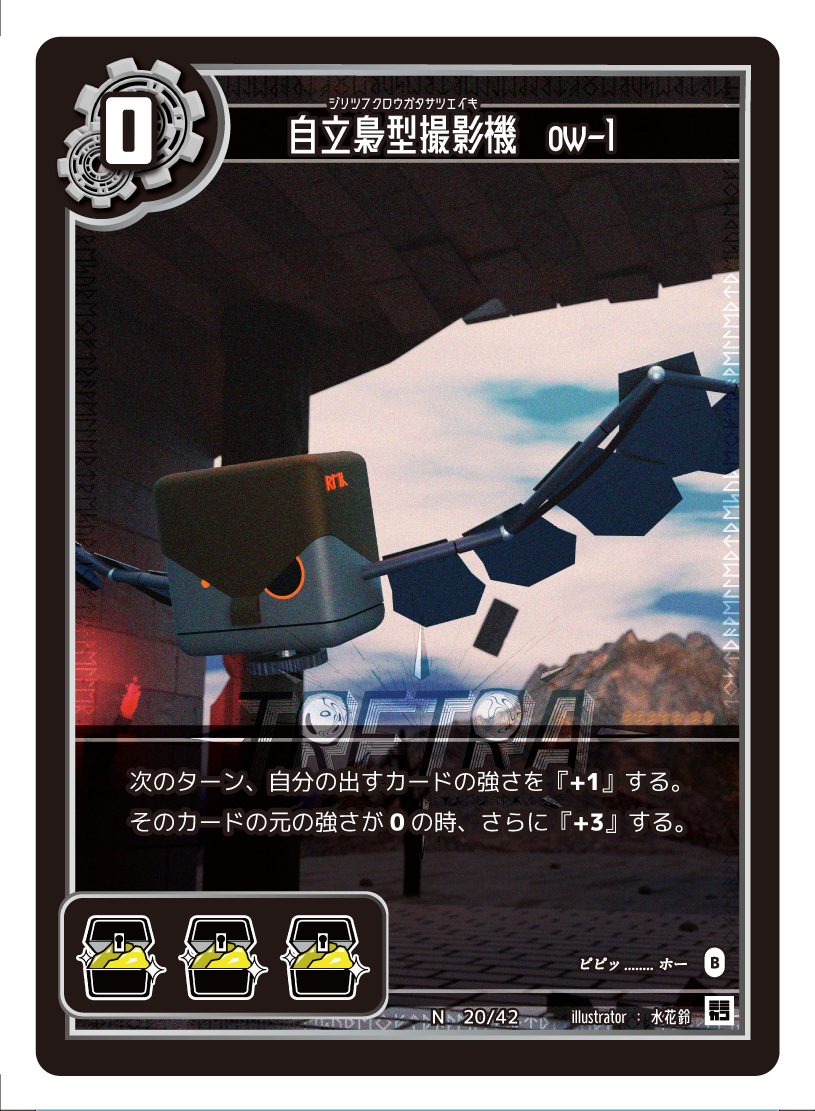 0
ジリツフクロウガタサツエイキ
自立梟型撮影機 OW-1
TRETRA
次のターン、自分の出すカードの強さを『+1』する。
そのカードの元の強さが 0 の時、さらに『+3』する。
ピピッ........ ホー
B
N 20/42
illustrator : 水花鈴